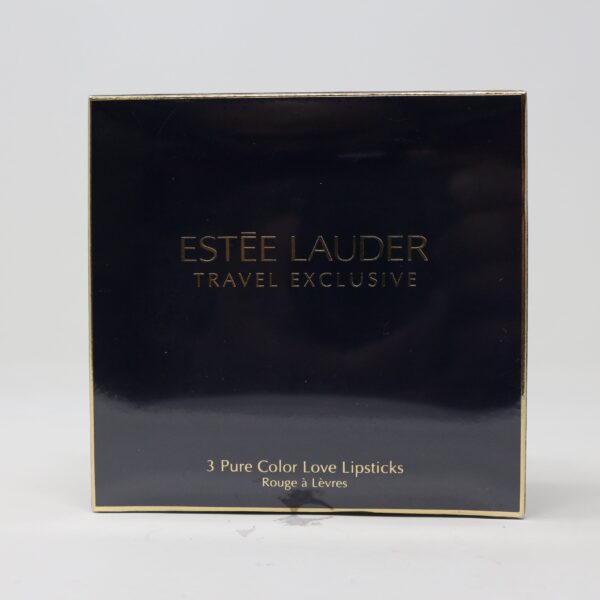 ESTĒE LAUDER
TRAVEL EXCLUSIVE
3 Pure Color Love Lipsticks
Rouge à Lèvres